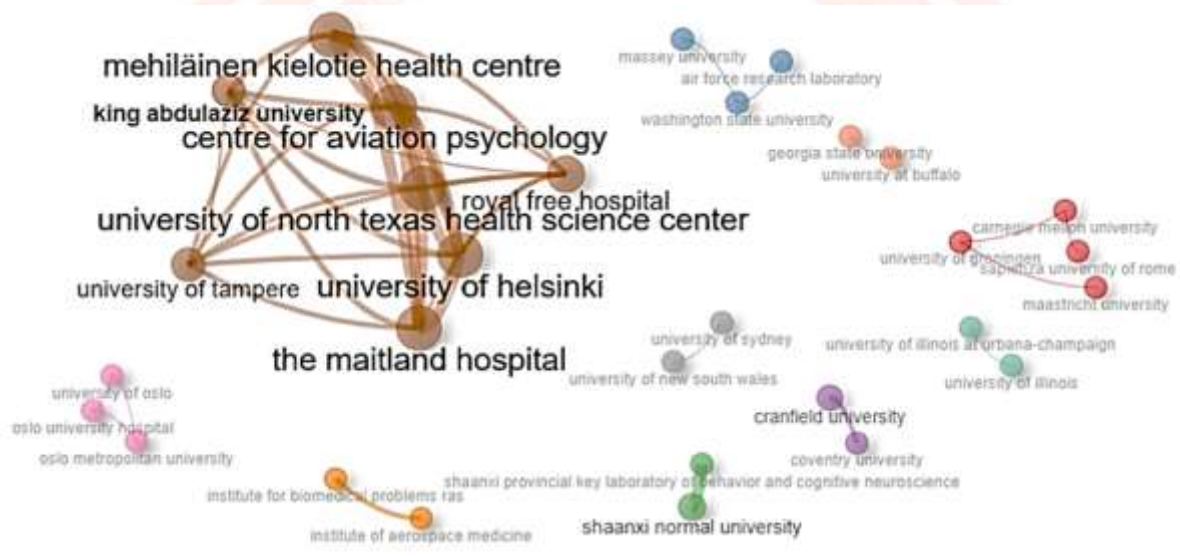 mehiläinen kielotie health centre
king abdulaziz university
centre for aviation psychology
royal free hospital
university of north texas health science center
university of tampere
university of helsinki
the maitland hospital
massey university
air force research laboratory
washington state university
georgia state university
university at buffalo
carnegie mellon university
university of groningen
sapienza university of rome
maastricht university
university of sydney
university of new south wales
university of illinois at urbana-champaign
university of illinois
cranfield university
coventry university
university of oslo
oslo university hospital
oslo metropolitan university
institute for biomedical problems ras
institute of aerospace medicine
shaanxi provincial key laboratory of behavior and cognitive neuroscience
shaanxi normal university